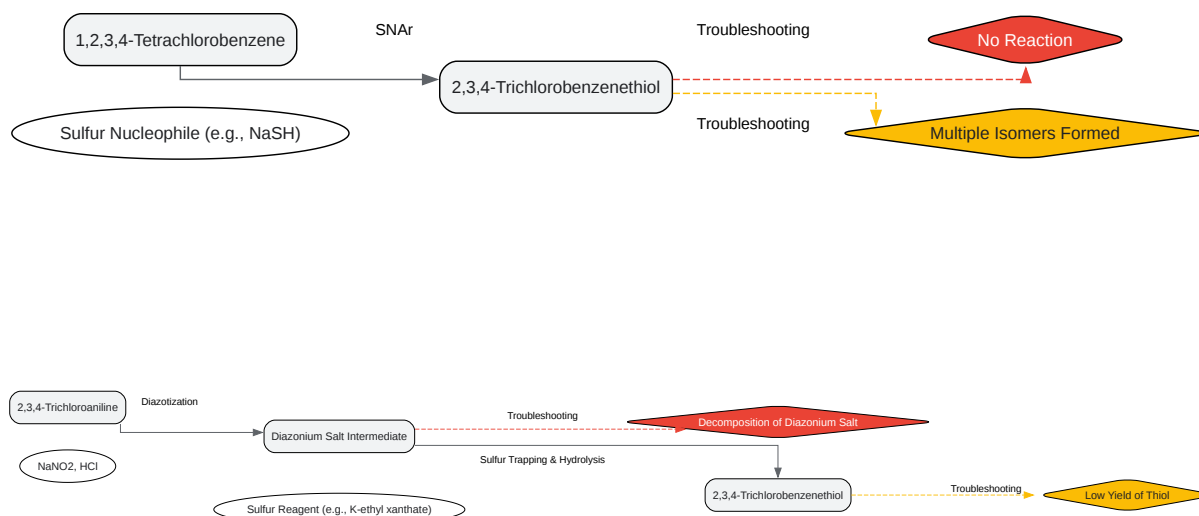 1,2,3,4-Tetrachlorobenzene
SNAr
Troubleshooting
No Reaction
2,3,4-Trichlorobenzenethiol
Sulfur Nucleophile (e.g., NaSH)
Troubleshooting
Multiple Isomers Formed
2,3,4-Trichloroaniline
Diazotization
Diazonium Salt Intermediate
Troubleshooting
Decomposition of Diazonium Salt
NaNO2, HCl
Sulfur Trapping & Hydrolysis
2,3,4-Trichlorobenzenethiol
Troubleshooting
Low Yield of Thiol
Sulfur Reagent (e.g., K-ethyl xanthate)